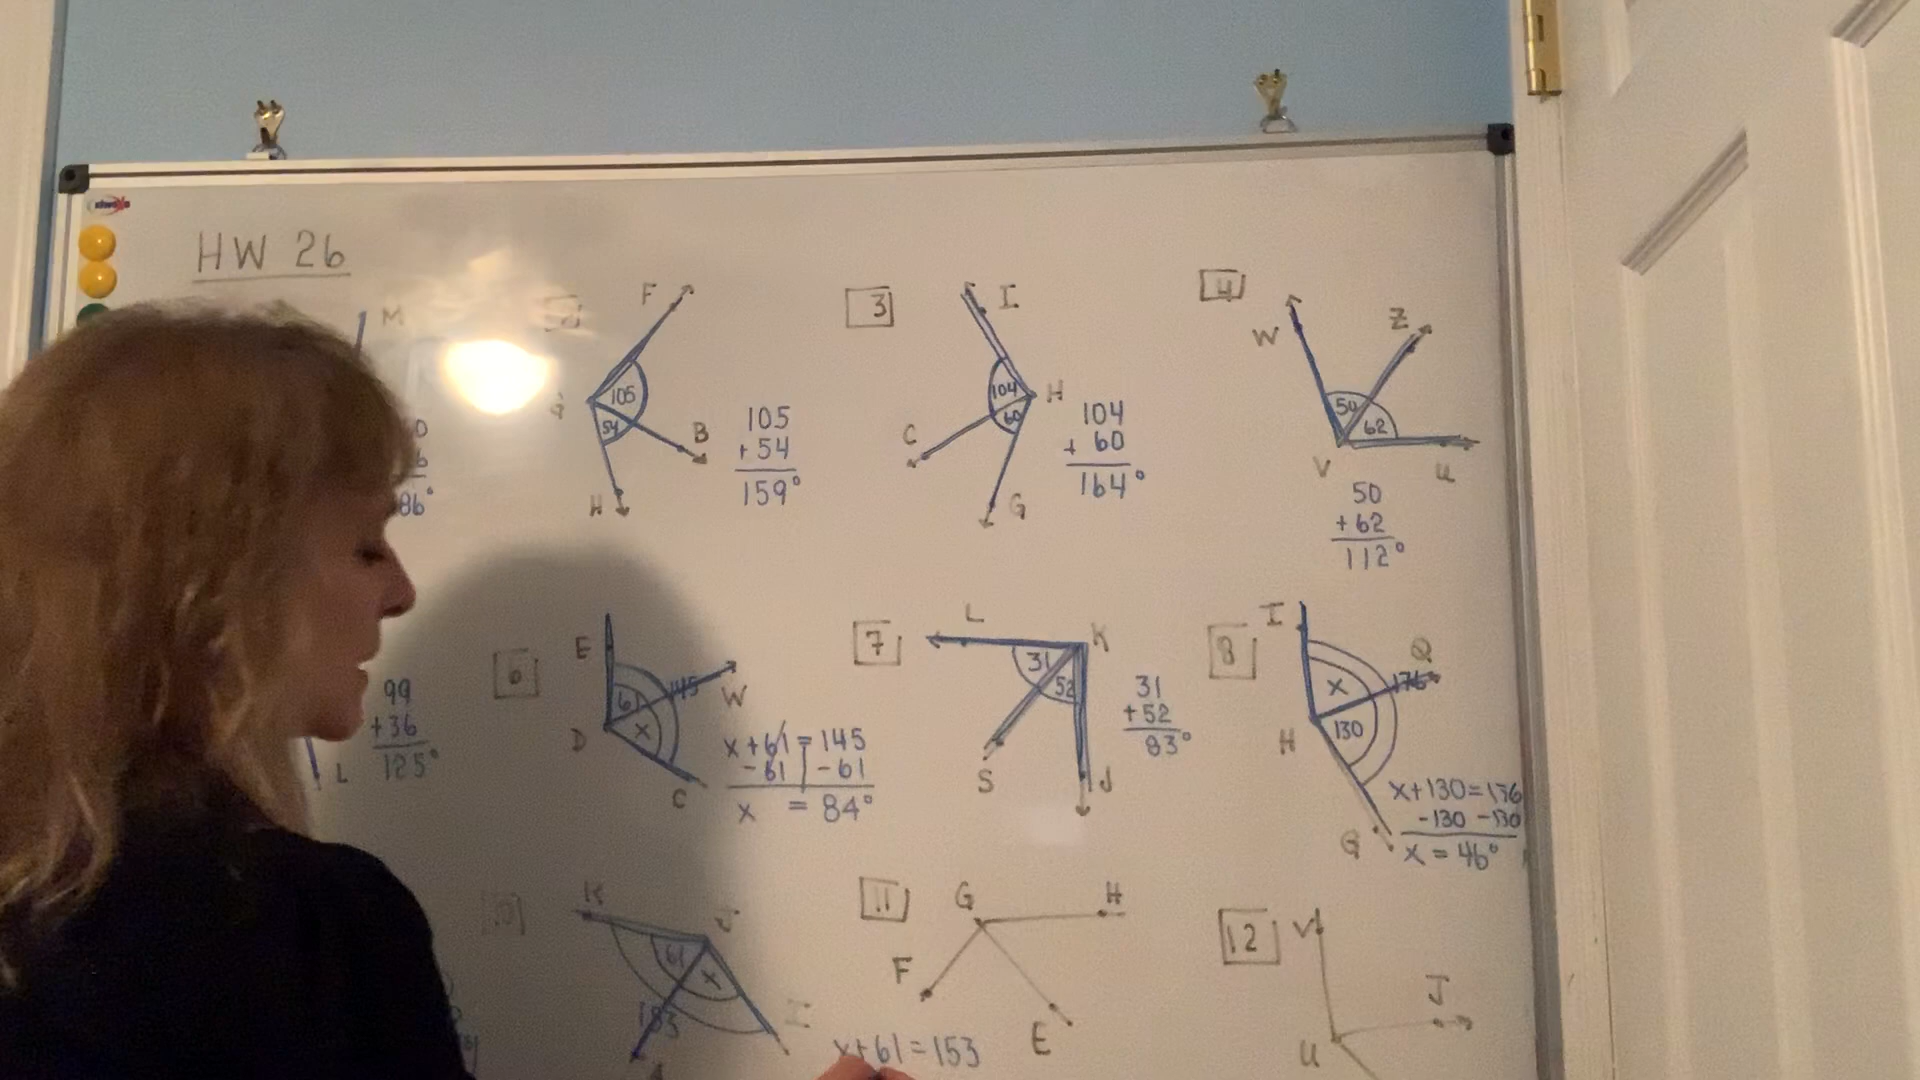 HW 26
M
86°
F
105
54
B
H
105
+ 54
159°
3
I
104
60
H
C
G
104
+ 60
164°
4
W
Z
50
62
V
U
50
+ 62
112°
99
+ 36
125°
L
6
E
61
145
W
D
X
C
x + 61 = 145
- 61 - 61
x = 84°
7
L
K
31
52
S
J
31
+ 52
83°
8
I
Q
X
176
130
H
G
x + 130 = 176
- 130 - 130
x = 46°
10
K
J
61
X
x + 61 = 153
11
G
H
F
E
12
V
J
U